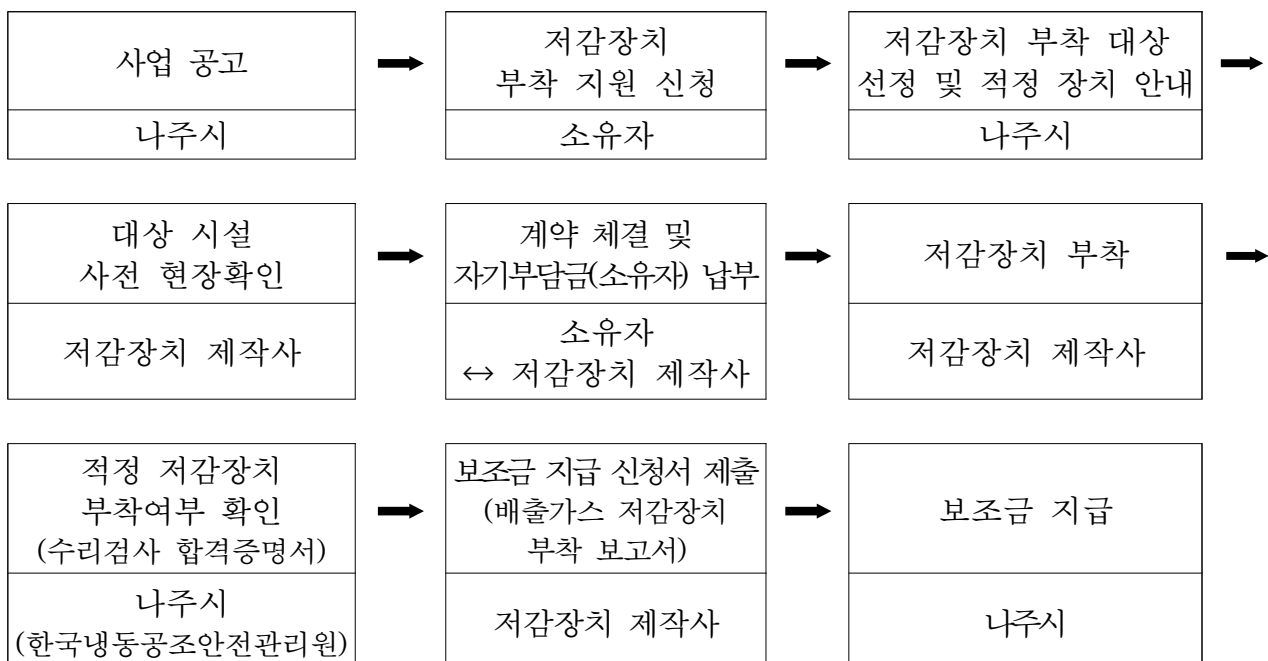 사업 공고
나주시
저감장치
부착 지원 신청
소유자
저감장치 부착 대상
선정 및 적정 장치 안내
나주시
대상 시설
사전 현장확인
저감장치 제작사
계약 체결 및
자기부담금(소유자) 납부
소유자
↔ 저감장치 제작사
저감장치 부착
저감장치 제작사
적정 저감장치
부착여부 확인
(수리검사 합격증명서)
나주시
(한국냉동공조안전관리원)
보조금 지급 신청서 제출
(배출가스 저감장치
부착 보고서)
저감장치 제작사
보조금 지급
나주시